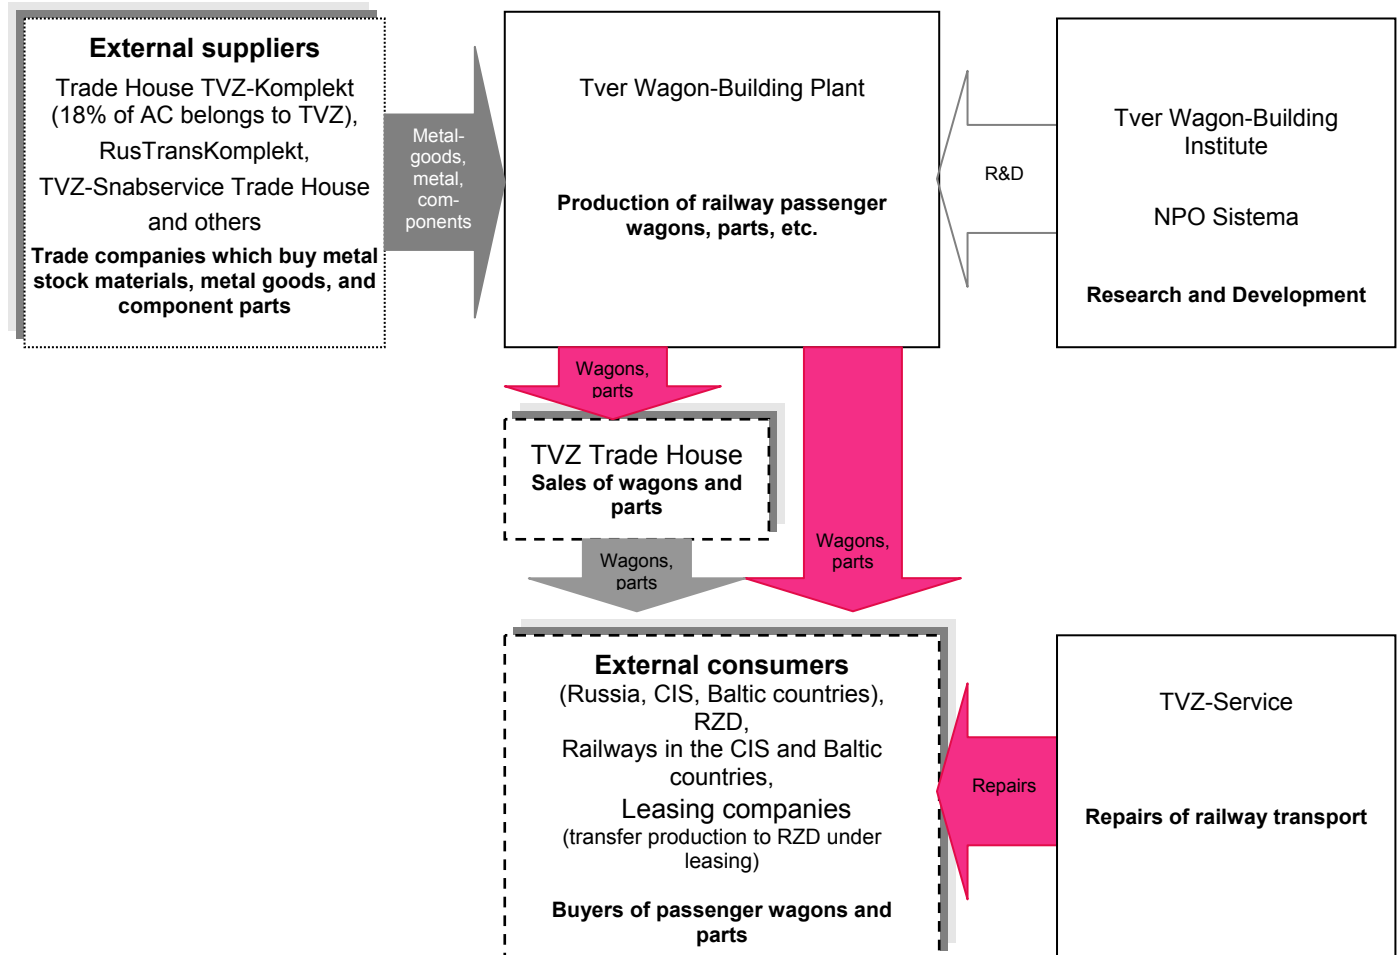 External suppliers
Trade House TVZ-Komplekt
(18% of AC belongs to TVZ),
RusTransKomplekt,
TVZ-Snabservice Trade House
and others
Trade companies which buy metal
stock materials, metal goods, and
component parts
Metal-
goods,
metal,
com-
ponents
Tver Wagon-Building Plant
Production of railway passenger
wagons, parts, etc.
R&D
Tver Wagon-Building
Institute
NPO Sistema
Research and Development
Wagons,
parts
TVZ Trade House
Sales of wagons and
parts
Wagons,
parts
Wagons,
parts
External consumers
(Russia, CIS, Baltic countries),
RZD,
Railways in the CIS and Baltic
countries,
Leasing companies
(transfer production to RZD under
leasing)
Buyers of passenger wagons and
parts
Repairs
TVZ-Service
Repairs of railway transport